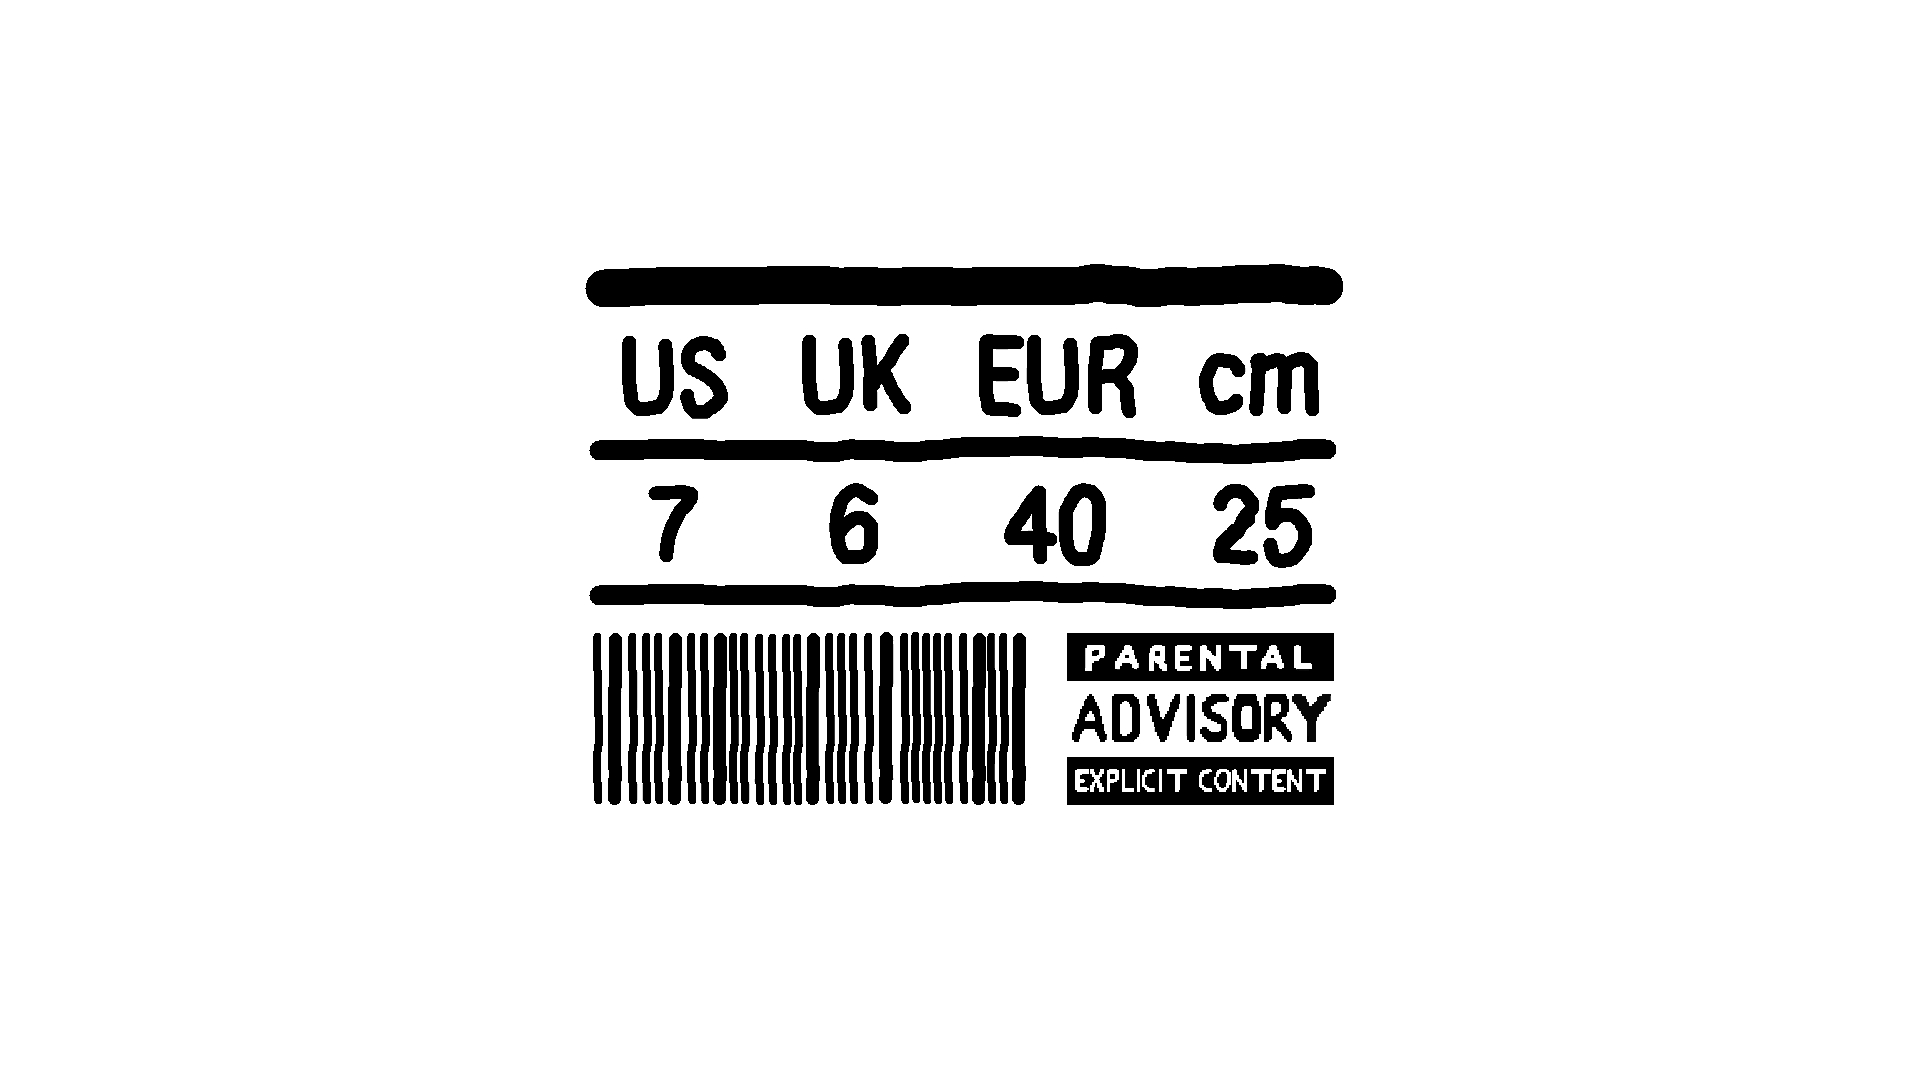 US UK EUR cm
7 6 40 25
PARENTAL
ADVISORY
EXPLICIT CONTENT